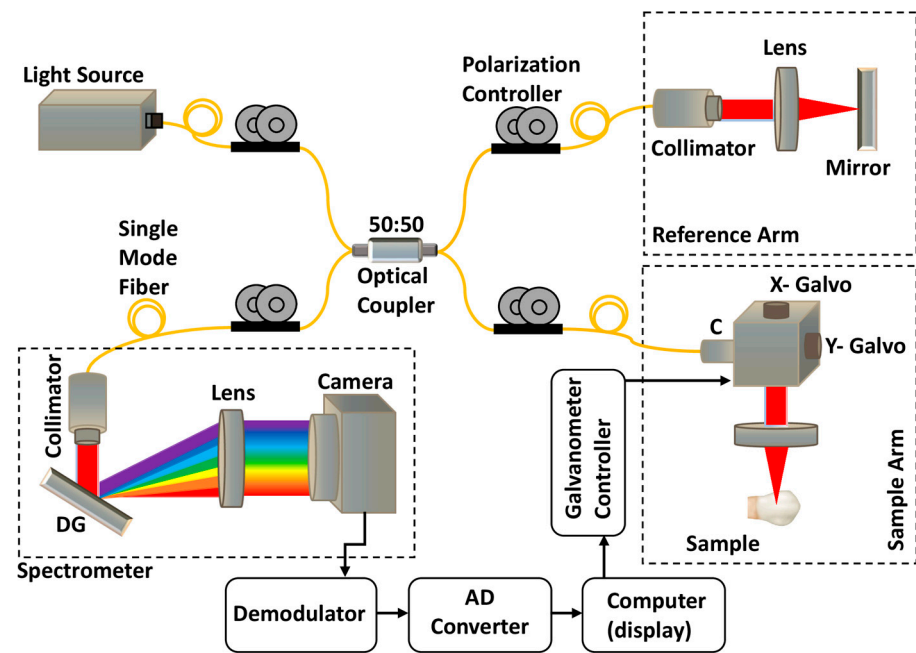 Light Source
Polarization
Controller
Lens
Collimator
Mirror
Reference Arm
50:50
Optical
Coupler
Single
Mode
Fiber
X- Galvo
C
Y- Galvo
Galvanometer
Controller
Sample
Sample Arm
Collimator
Lens
Camera
DG
Spectrometer
Demodulator
AD
Converter
Computer
(display)